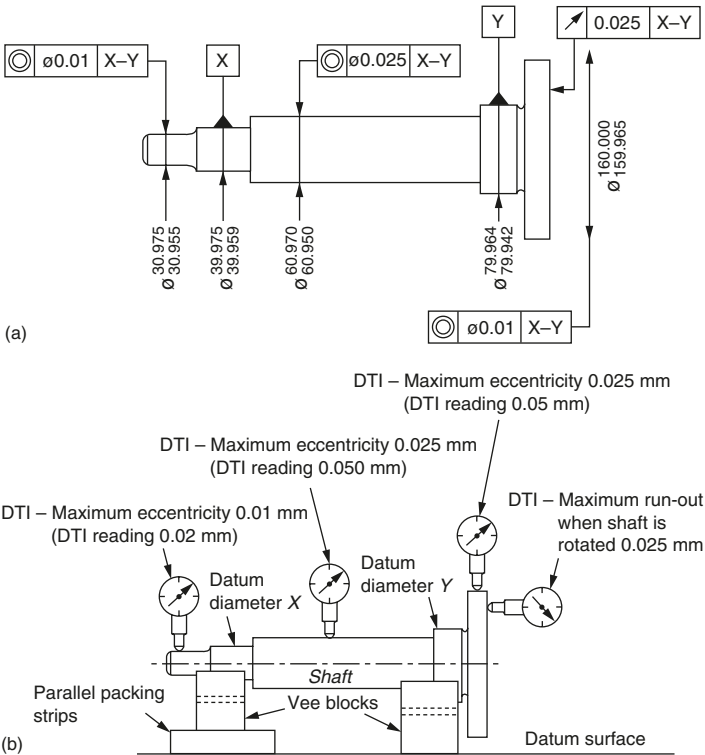 ◎ ø0.01 X–Y
X
◎ ø0.025 X–Y
Y
↗ 0.025 X–Y
ø 30.975
30.955
ø 39.975
39.959
ø 60.970
60.950
ø 79.964
79.942
ø 160.000
159.965
◎ ø0.01 X–Y
(a)
DTI – Maximum eccentricity 0.025 mm
(DTI reading 0.05 mm)
DTI – Maximum eccentricity 0.025 mm
(DTI reading 0.050 mm)
DTI – Maximum eccentricity 0.01 mm
(DTI reading 0.02 mm)
DTI – Maximum run-out
when shaft is
rotated 0.025 mm
Datum
diameter X
Datum
diameter Y
Shaft
Parallel packing
strips
Vee blocks
Datum surface
(b)